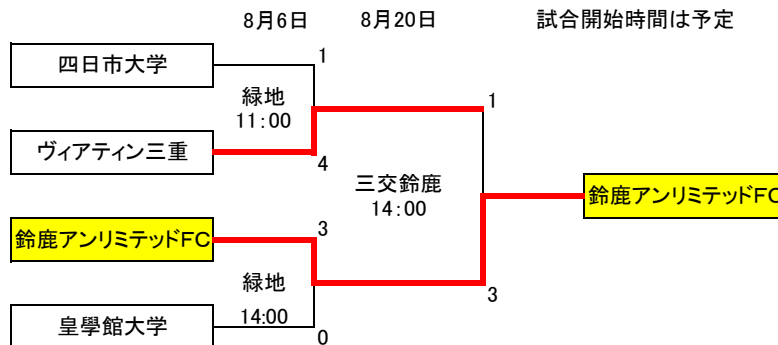 8月6日 8月20日 試合開始時間は予定
四日市大学
1
緑地
11:00
1
ヴィアティン三重
4
三交鈴鹿
14:00
鈴鹿アンリミテッドFC
鈴鹿アンリミテッドFC
3
緑地
14:00
3
皇學館大学
0